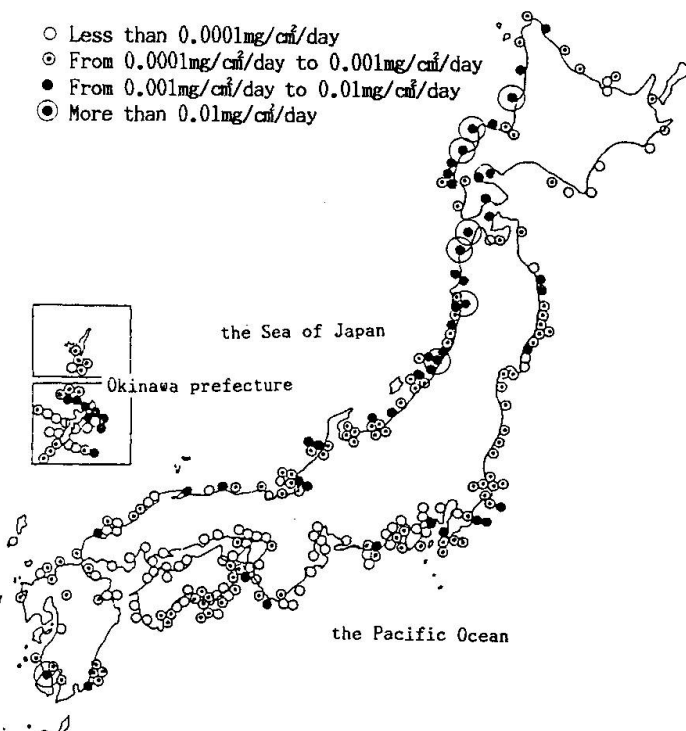 Less than 0.0001mg/c㎡/day
From 0.0001mg/c㎡/day to 0.001mg/c㎡/day
From 0.001mg/c㎡/day to 0.01mg/c㎡/day
More than 0.01mg/c㎡/day
the Sea of Japan
Okinawa prefecture
the Pacific Ocean